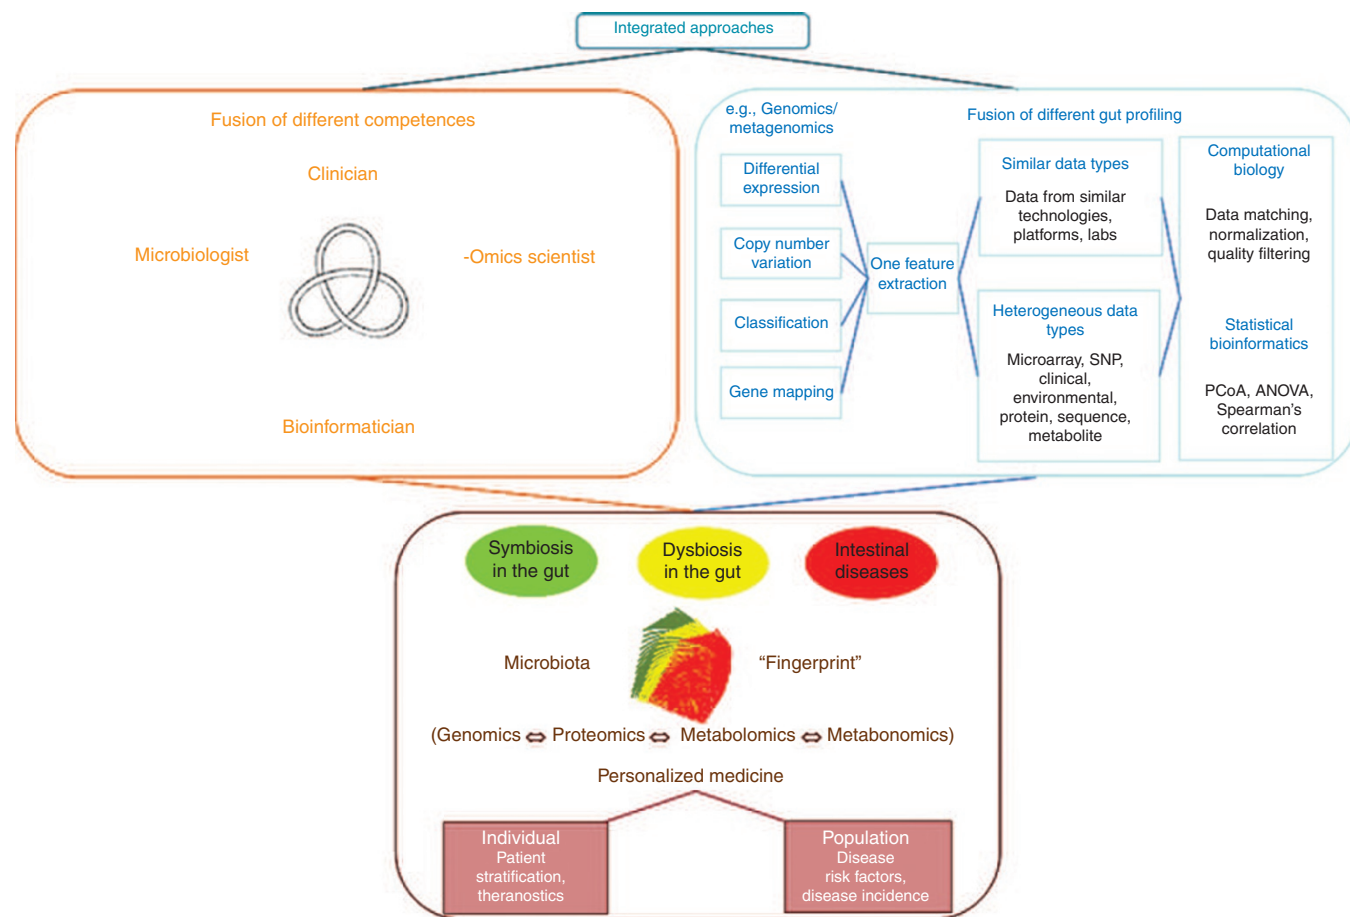 Integrated approaches
Fusion of different competences
Clinician
Microbiologist
-Omics scientist
Bioinformatician
e.g., Genomics/
metagenomics
Fusion of different gut profiling
Differential
expression
Copy number
variation
Classification
Gene mapping
One feature
extraction
Similar data types
Data from similar
technologies,
platforms, labs
Heterogeneous data
types
Microarray, SNP,
clinical,
environmental,
protein, sequence,
metabolite
Computational
biology
Data matching,
normalization,
quality filtering
Statistical
bioinformatics
PCoA, ANOVA,
Spearman's
correlation
Symbiosis
in the gut
Dysbiosis
in the gut
Intestinal
diseases
Microbiota
“Fingerprint”
(Genomics ⇔ Proteomics ⇔ Metabolomics ⇔ Metabonomics)
Personalized medicine
Individual
Patient
stratification,
theranostics
Population
Disease
risk factors,
disease incidence